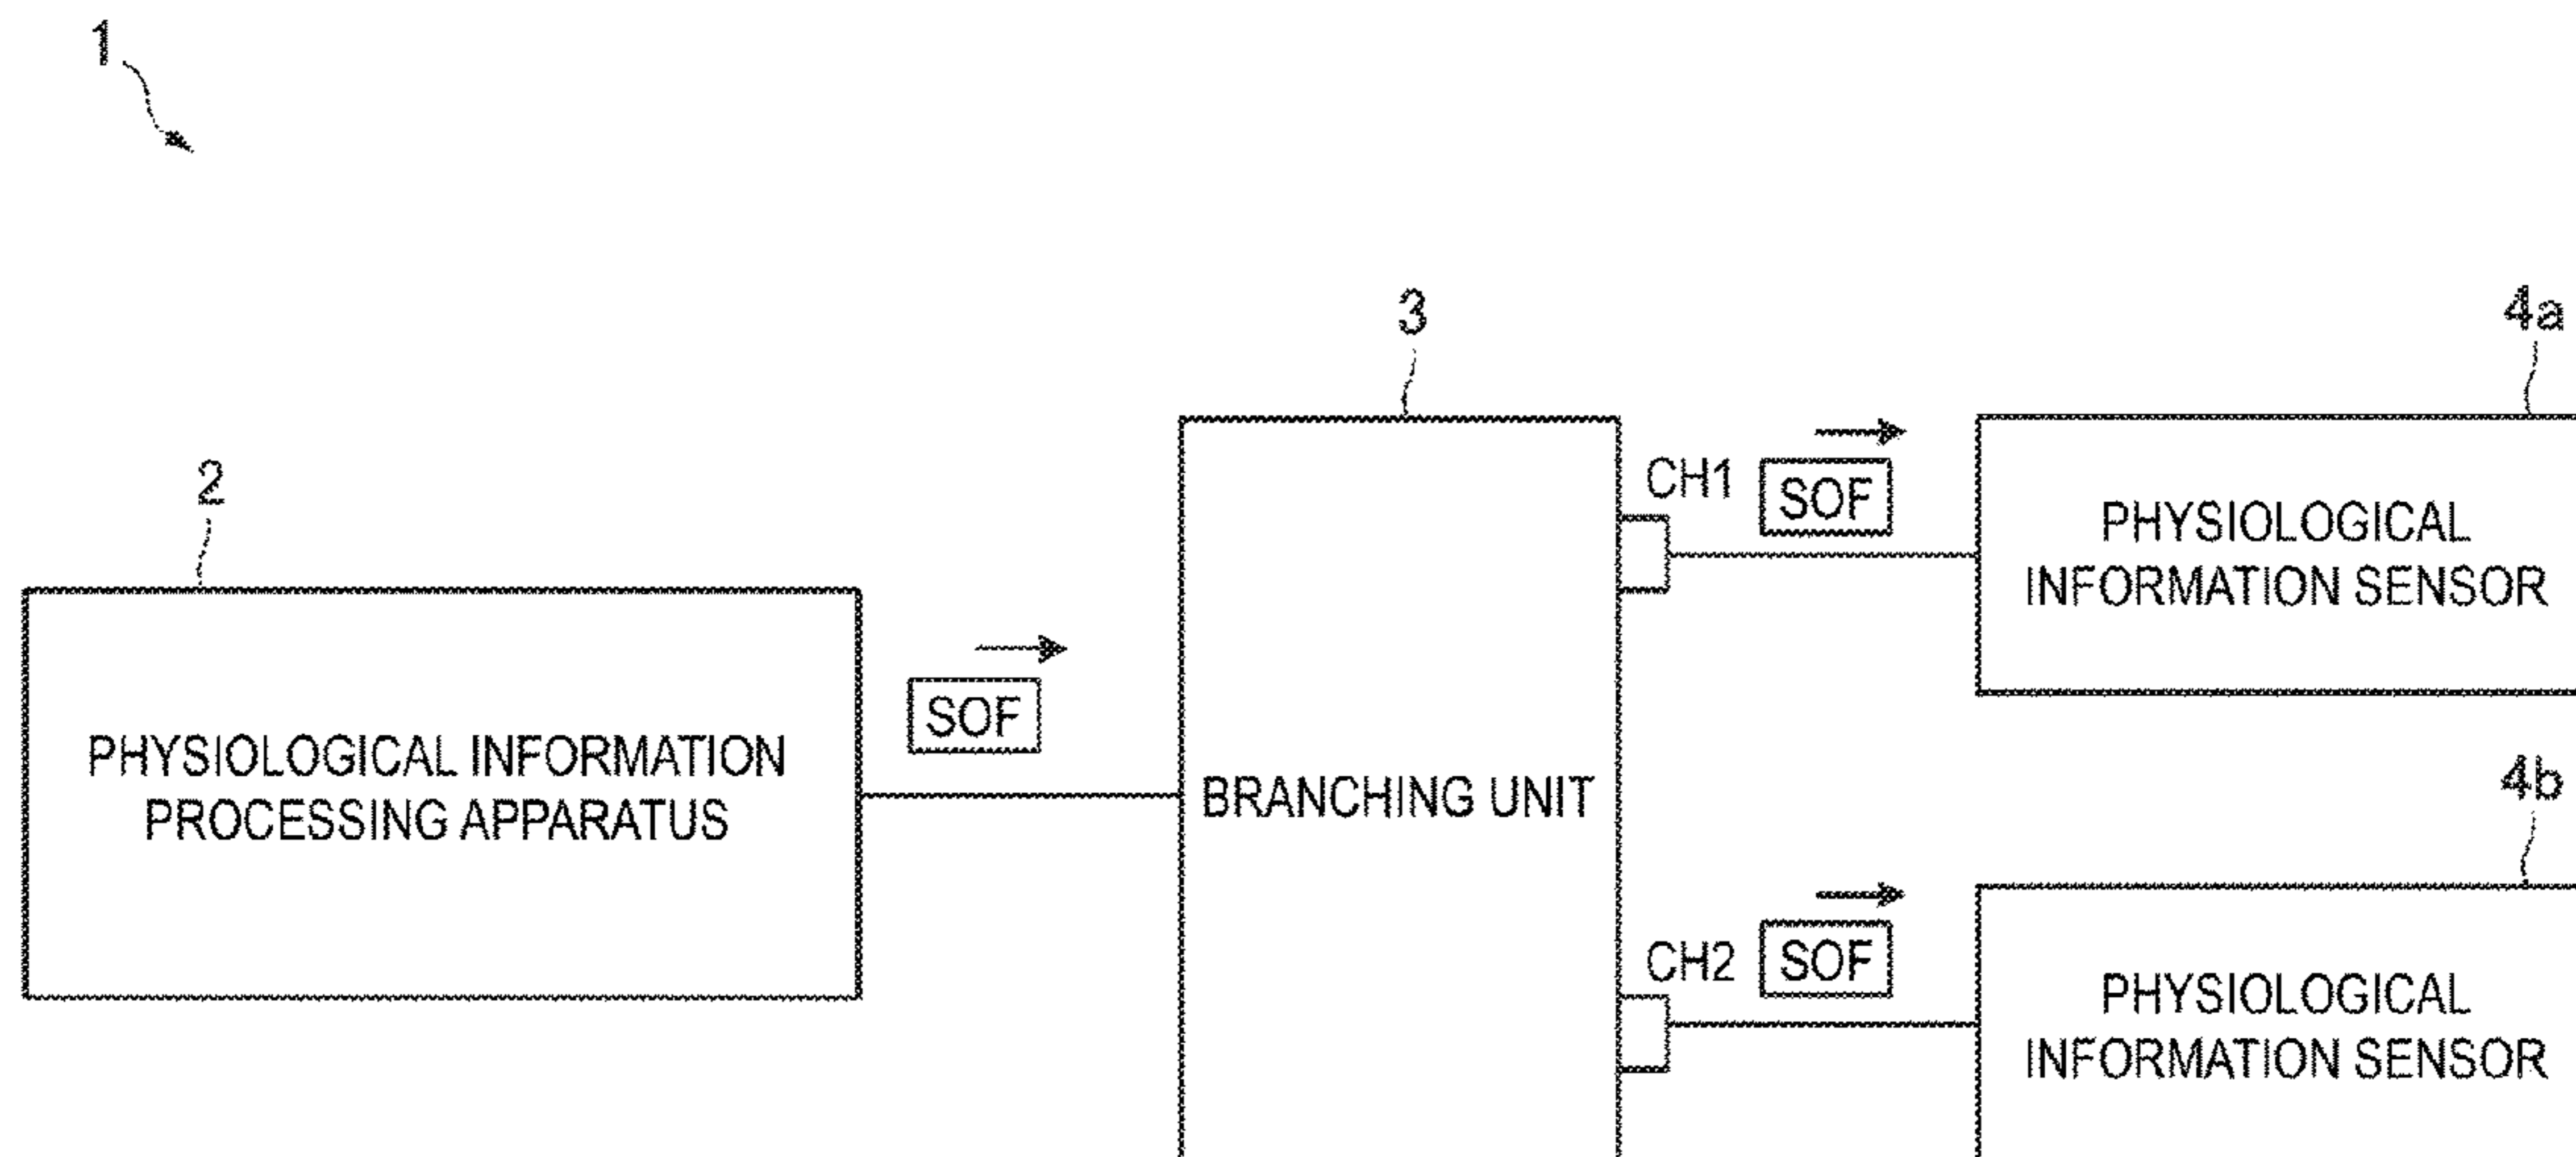 1
3
4a
2
CH1
SOF
PHYSIOLOGICAL
INFORMATION SENSOR
SOF
PHYSIOLOGICAL INFORMATION
PROCESSING APPARATUS
BRANCHING UNIT
4b
CH2
SOF
PHYSIOLOGICAL
INFORMATION SENSOR